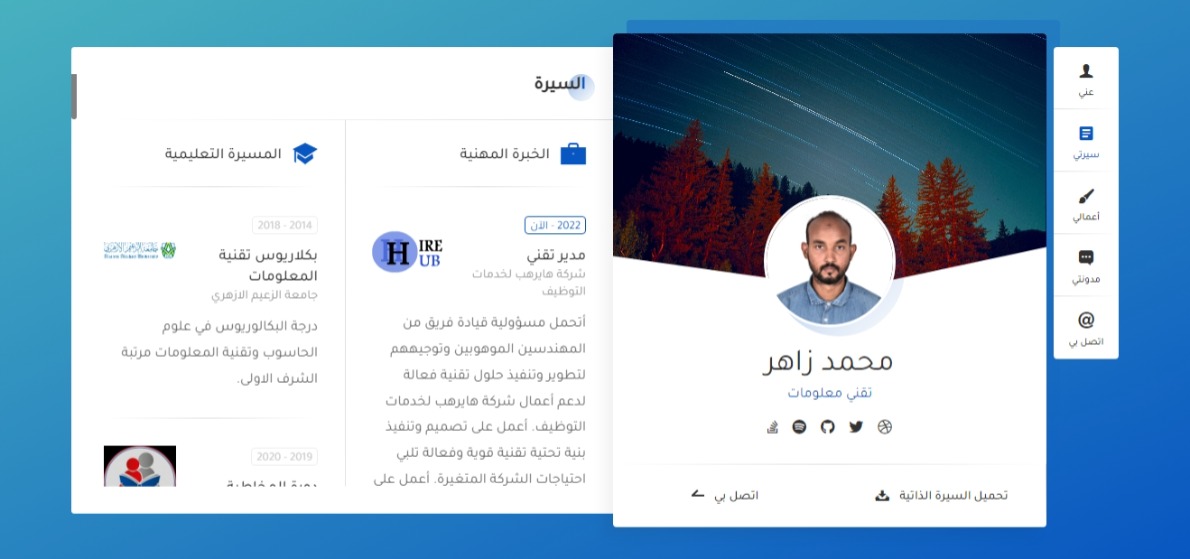 عني
سيرتي
أعمالي
مدونتي
اتصل بي
محمد زاهر
تقني معلومات
تحميل السيرة الذاتية
اتصل بي
السيرة
الخبرة المهنية
2022 - الآن
مدير تقني
شركة هايرهب لخدمات
التوظيف
HIRE
HUB
أتحمل مسؤولية قيادة فريق من
المهندسين الموهوبين وتوجيههم
لتطوير وتنفيذ حلول تقنية فعالة
لدعم أعمال شركة هايرهب لخدمات
التوظيف. أعمل على تصميم وتنفيذ
بنية تحتية تقنية قوية وفعالة تلبي
احتياجات الشركة المتغيرة. أعمل على
المسيرة التعليمية
2014 - 2018
بكلاريوس تقنية
المعلومات
جامعة الزعيم الازهري
درجة البكالوريوس في علوم
الحاسوب وتقنية المعلومات مرتبة
الشرف الاولى.
2019 - 2020